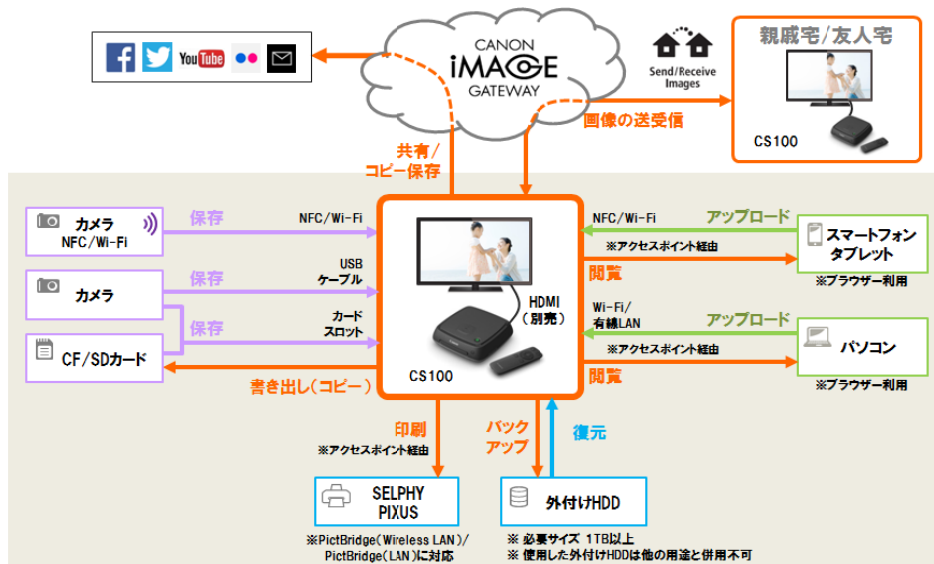 CANON
iMAGE
GATEWAY
You Tube
Send/Receive
Images
親戚宅/友人宅
CS100
画像の送受信
共有/
コピー保存
カメラ
NFC/Wi-Fi
保存
NFC/Wi-Fi
カメラ
保存
USB
ケーブル
保存
カード
スロット
CF/SDカード
書き出し(コピー)
HDMI
(別売)
CS100
NFC/Wi-Fi
アップロード
※アクセスポイント経由
閲覧
スマートフォン
タブレット
※ブラウザー利用
Wi-Fi/
有線LAN
アップロード
※アクセスポイント経由
閲覧
パソコン
※ブラウザー利用
印刷
※アクセスポイント経由
バック
アップ
復元
SELPHY
PIXUS
※PictBridge(Wireless LAN)/
PictBridge(LAN)に対応
外付けHDD
※ 必要サイズ 1TB以上
※ 使用した外付けHDDは他の用途と併用不可